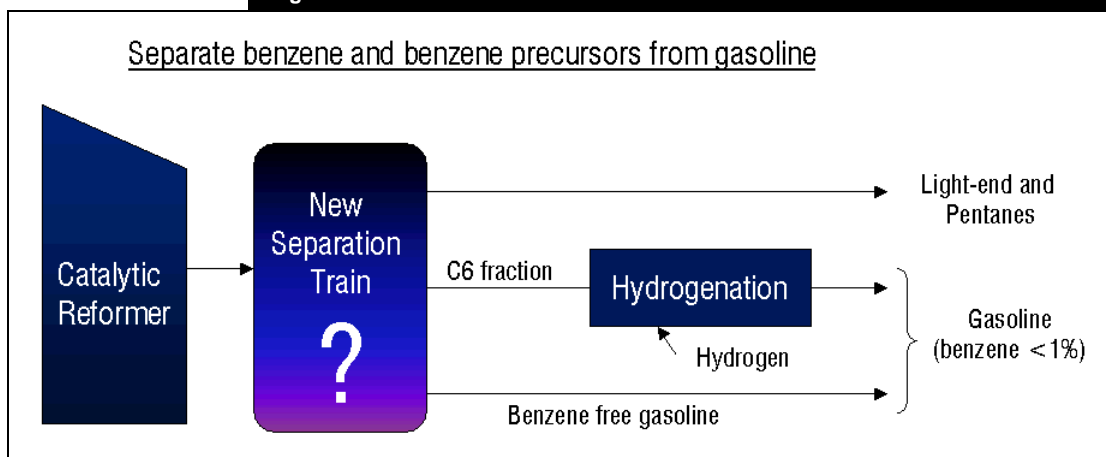 Separate benzene and benzene precursors from gasoline
Catalytic
Reformer
New
Separation
Train
?
Light-end and
Pentanes
C6 fraction
Hydrogenation
Hydrogen
Gasoline
(benzene <1%)
Benzene free gasoline